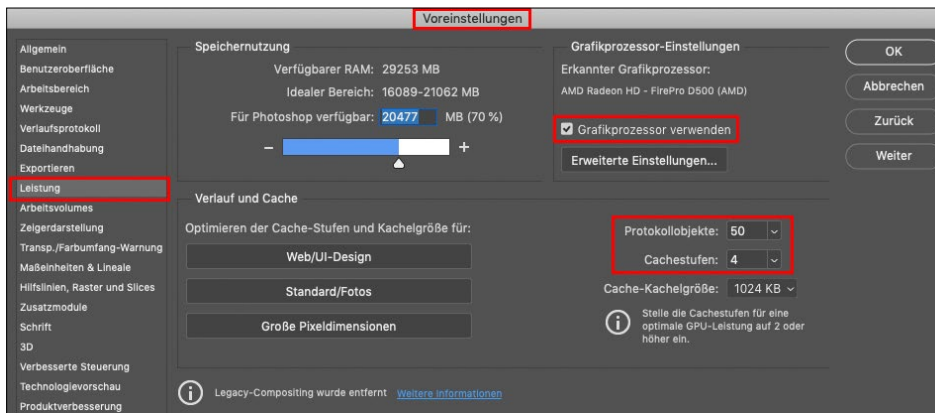 Voreinstellungen
Allgemein
Benutzeroberfläche
Arbeitsbereich
Werkzeuge
Verlaufsprotokoll
Dateihandhabung
Exportieren
Leistung
Arbeitsvolumes
Zeigerdarstellung
Transp./Farbumfang-Warnung
Maßeinheiten & Lineale
Hilfslinien, Raster und Slices
Zusatzmodule
Schrift
3D
Verbesserte Steuerung
Technologievorschau
Produktverbesserung
Speichernutzung
Verfügbarer RAM: 29253 MB
Idealer Bereich: 16089-21062 MB
Für Photoshop verfügbar: 20477 MB (70 %)
− +
Grafikprozessor-Einstellungen
Erkannter Grafikprozessor:
AMD Radeon HD - FirePro D500 (AMD)
Grafikprozessor verwenden
Erweiterte Einstellungen...
Verlauf und Cache
Optimieren der Cache-Stufen und Kachelgröße für:
Web/UI-Design
Standard/Fotos
Große Pixeldimensionen
Protokollobjekte: 50
Cachestufen: 4
Cache-Kachelgröße: 1024 KB
Stelle die Cachestufen für eine
optimale GPU-Leistung auf 2 oder
höher ein.
Legacy-Compositing wurde entfernt Weitere Informationen
OK
Abbrechen
Zurück
Weiter